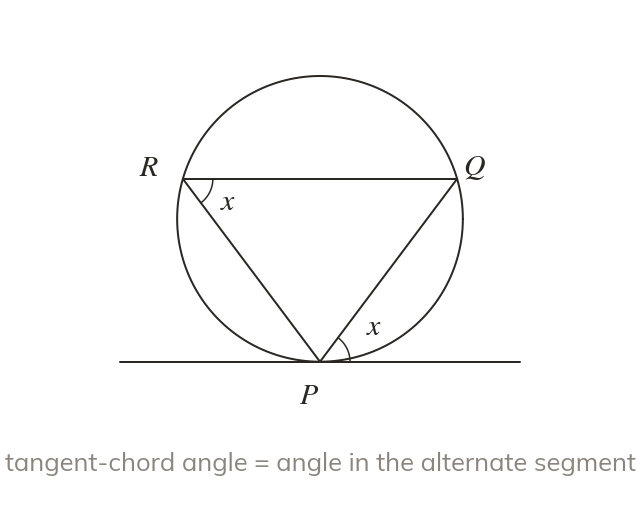 R
Q
x
x
P
tangent-chord angle = angle in the alternate segment